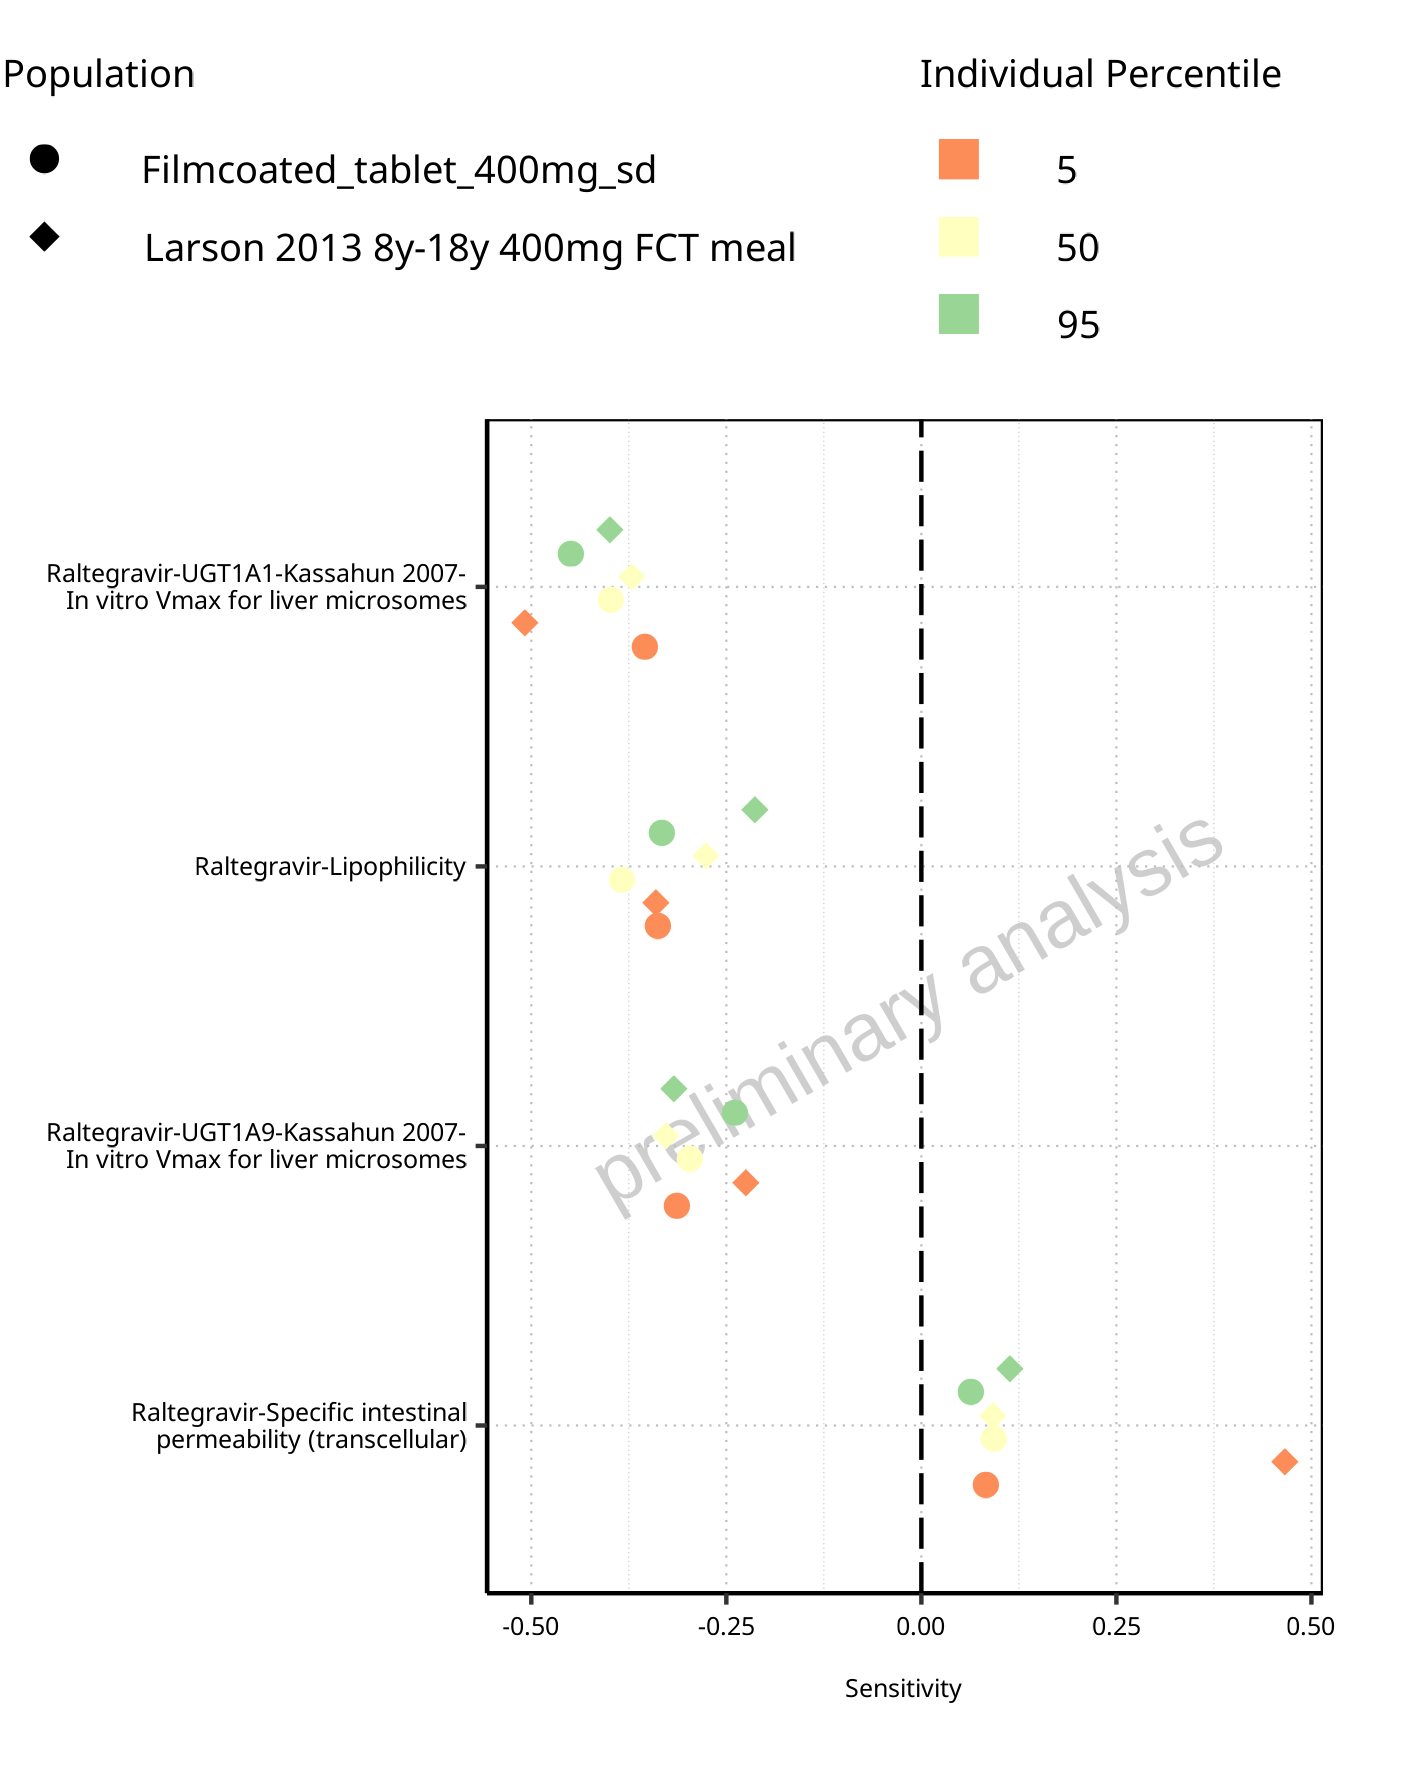 Population
Filmcoated_tablet_400mg_sd
Larson 2013 8y-18y 400mg FCT meal
Individual Percentile
5
50
95
Raltegravir-UGT1A1-Kassahun 2007-
In vitro Vmax for liver microsomes
Raltegravir-Lipophilicity
Raltegravir-UGT1A9-Kassahun 2007-
In vitro Vmax for liver microsomes
Raltegravir-Specific intestinal
permeability (transcellular)
preliminary analysis
-0.50
-0.25
0.00
0.25
0.50
Sensitivity